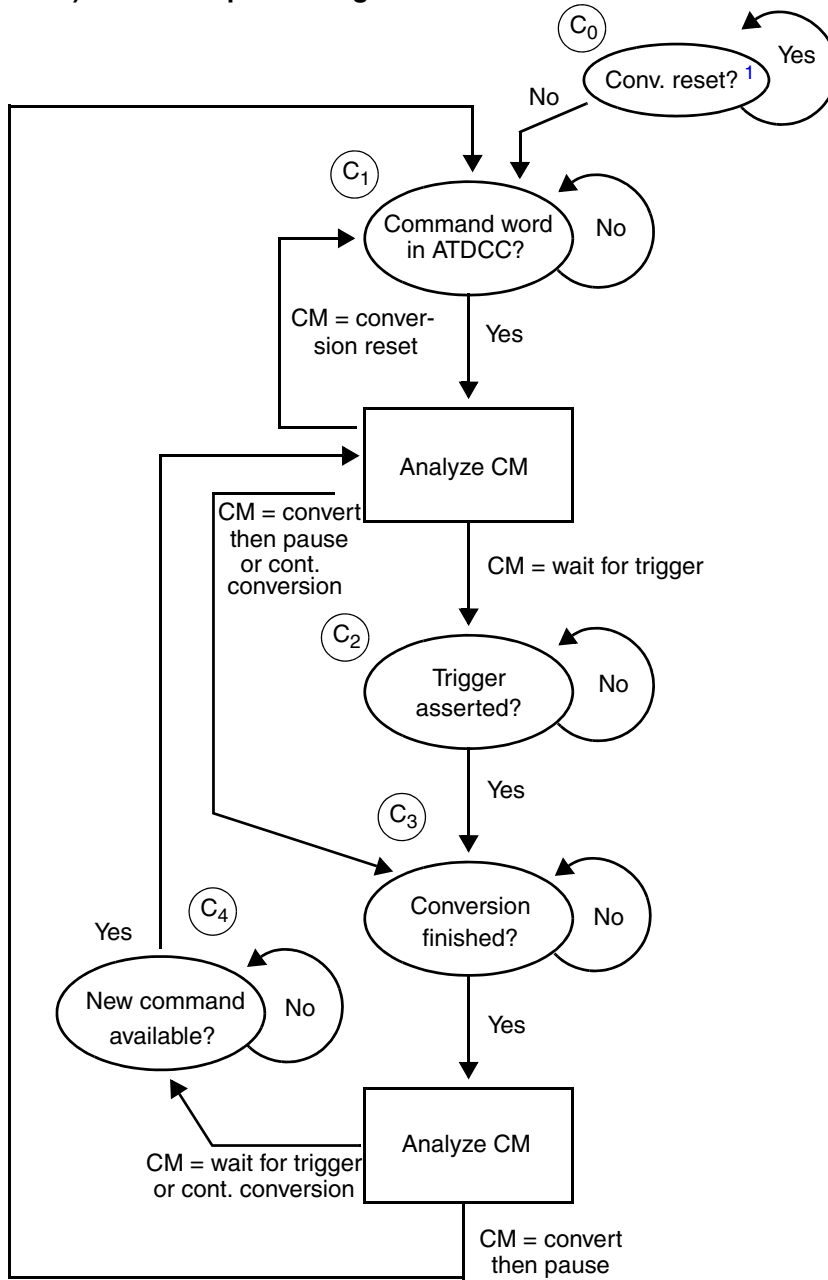 C0
Conv. reset? 1
Yes
No
C1
Command word
in ATDCC?
No
CM = conver-
sion reset
Yes
Analyze CM
CM = convert
then pause
or cont.
conversion
CM = wait for trigger
C2
Trigger
asserted?
No
Yes
C3
Conversion
finished?
No
C4
Yes
New command
available?
No
Yes
Analyze CM
CM = wait for trigger
or cont. conversion
CM = convert
then pause